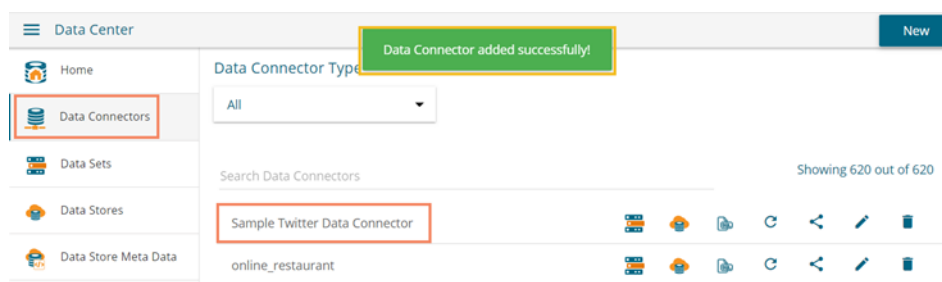 Data Center
Data Connector added successfully!
New
Home
Data Connector Type
All
Data Connectors
Data Sets
Search Data Connectors
Showing 620 out of 620
Data Stores
Sample Twitter Data Connector
Data Store Meta Data
online_restaurant